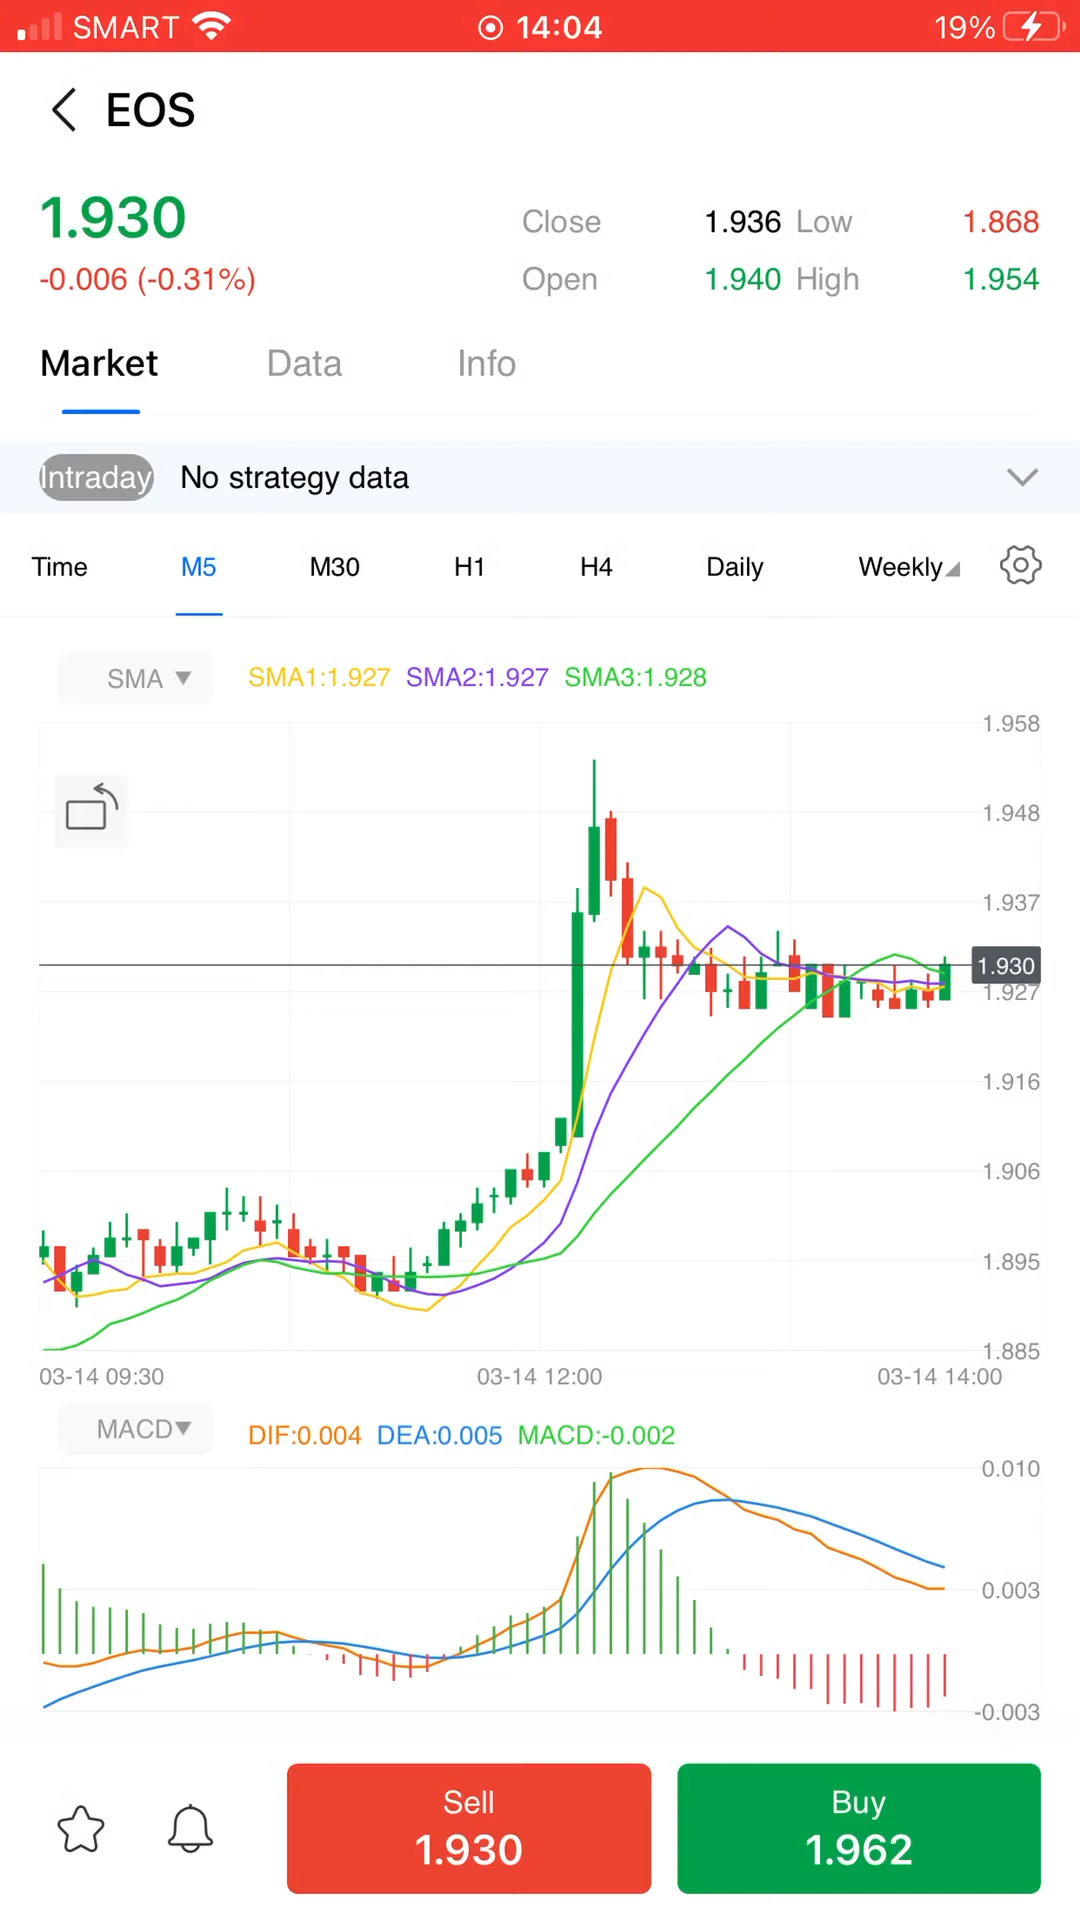 SMART 14:04 19%
EOS
1.930 Close 1.936 Low 1.868
-0.006 (-0.31%) Open 1.940 High 1.954
Market Data Info
Intraday No strategy data
Time M5 M30 H1 H4 Daily Weekly
SMA ▼ SMA1:1.927 SMA2:1.927 SMA3:1.928
1.958
1.948
1.937
1.930
1.927
1.916
1.906
1.895
1.885
03-14 09:30 03-14 12:00 03-14 14:00
MACD▼ DIF:0.004 DEA:0.005 MACD:-0.002
0.010
0.003
-0.003
Sell Buy
1.930 1.962